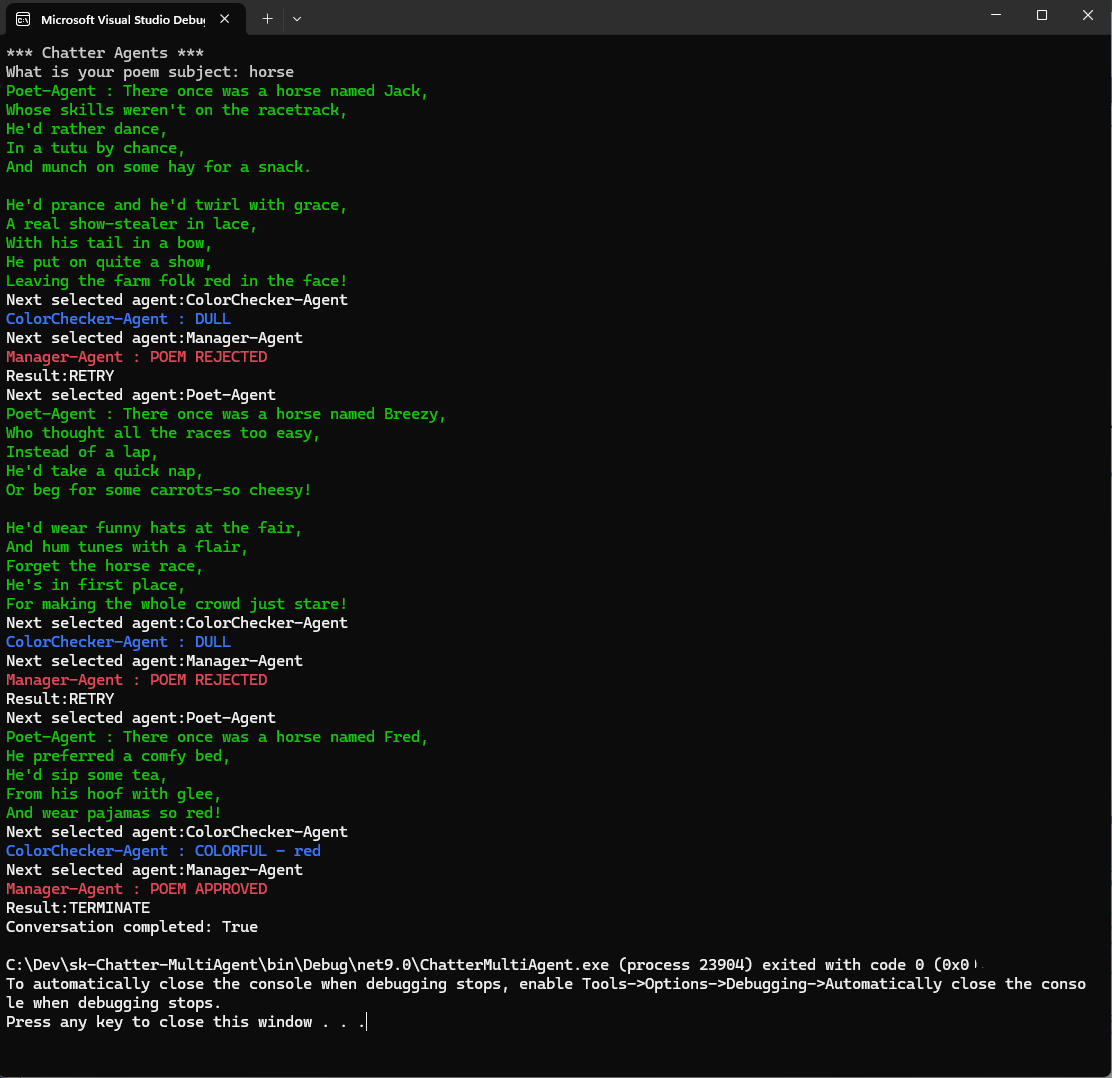 Microsoft Visual Studio Debug
*** Chatter Agents ***
What is your poem subject: horse
Poet-Agent : There once was a horse named Jack,
Whose skills weren't on the racetrack,
He'd rather dance,
In a tutu by chance,
And munch on some hay for a snack.

He'd prance and he'd twirl with grace,
A real show-stealer in lace,
With his tail in a bow,
He put on quite a show,
Leaving the farm folk red in the face!
Next selected agent:ColorChecker-Agent
ColorChecker-Agent : DULL
Next selected agent:Manager-Agent
Manager-Agent : POEM REJECTED
Result:RETRY
Next selected agent:Poet-Agent
Poet-Agent : There once was a horse named Breezy,
Who thought all the races too easy,
Instead of a lap,
He'd take a quick nap,
Or beg for some carrots-so cheesy!

He'd wear funny hats at the fair,
And hum tunes with a flair,
Forget the horse race,
He's in first place,
For making the whole crowd just stare!
Next selected agent:ColorChecker-Agent
ColorChecker-Agent : DULL
Next selected agent:Manager-Agent
Manager-Agent : POEM REJECTED
Result:RETRY
Next selected agent:Poet-Agent
Poet-Agent : There once was a horse named Fred,
He preferred a comfy bed,
He'd sip some tea,
From his hoof with glee,
And wear pajamas so red!
Next selected agent:ColorChecker-Agent
ColorChecker-Agent : COLORFUL - red
Next selected agent:Manager-Agent
Manager-Agent : POEM APPROVED
Result:TERMINATE
Conversation completed: True

C:\Dev\sk-Chatter-MultiAgent\bin\Debug\net9.0\ChatterMultiAgent.exe (process 23904) exited with code 0 (0x0).
To automatically close the console when debugging stops, enable Tools->Options->Debugging->Automatically close the conso
le when debugging stops.
Press any key to close this window . . .